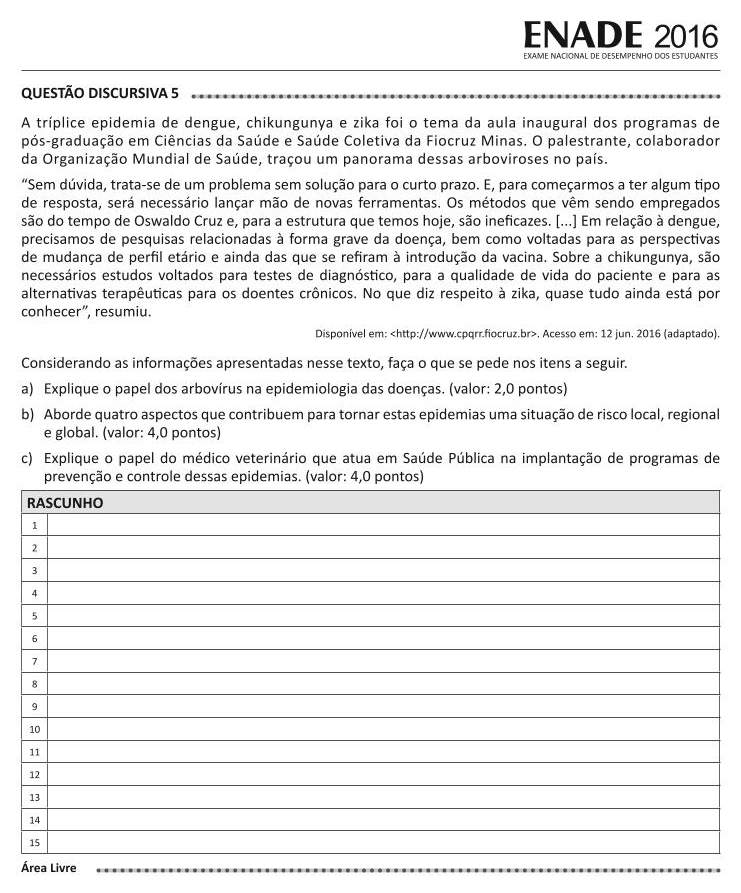 ENADE 2016
EXAME NACIONAL DE DESEMPENHO DOS ESTUDANTES
QUESTÃO DISCURSIVA 5
A tríplice epidemia de dengue, chikungunya e zika foi o tema da aula inaugural dos programas de
pós-graduação em Ciências da Saúde e Saúde Coletiva da Fiocruz Minas. O palestrante, colaborador
da Organização Mundial de Saúde, traçou um panorama dessas arboviroses no país.
“Sem dúvida, trata-se de um problema sem solução para o curto prazo. E, para começarmos a ter algum tipo
de resposta, será necessário lançar mão de novas ferramentas. Os métodos que vêm sendo empregados
são do tempo de Oswaldo Cruz e, para a estrutura que temos hoje, são ineficazes. [...] Em relação à dengue,
precisamos de pesquisas relacionadas à forma grave da doença, bem como voltadas para as perspectivas
de mudança de perfil etário e ainda das que se refiram à introdução da vacina. Sobre a chikungunya, são
necessários estudos voltados para testes de diagnóstico, para a qualidade de vida do paciente e para as
alternativas terapêuticas para os doentes crônicos. No que diz respeito à zika, quase tudo ainda está por
conhecer”, resumiu.
Disponível em: <http://www.cpqrr.fiocruz.br>. Acesso em: 12 jun. 2016 (adaptado).
Considerando as informações apresentadas nesse texto, faça o que se pede nos itens a seguir.
a) Explique o papel dos arbovírus na epidemiologia das doenças. (valor: 2,0 pontos)
b) Aborde quatro aspectos que contribuem para tornar estas epidemias uma situação de risco local, regional
e global. (valor: 4,0 pontos)
c) Explique o papel do médico veterinário que atua em Saúde Pública na implantação de programas de
prevenção e controle dessas epidemias. (valor: 4,0 pontos)
RASCUNHO
1
2
3
4
5
6
7
8
9
10
11
12
13
14
15
Área Livre